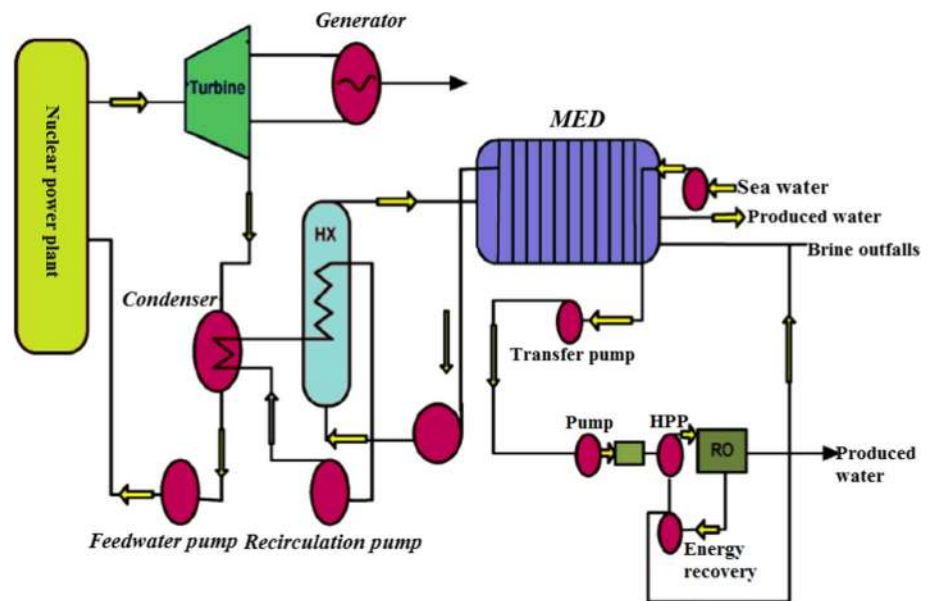 Generator
Nuclear power plant
Turbine
MED
Sea water
Produced water
HX
Brine outfalls
Condenser
Transfer pump
Pump
HPP
RO
Produced
water
Feedwater pump
Recirculation pump
Energy
recovery